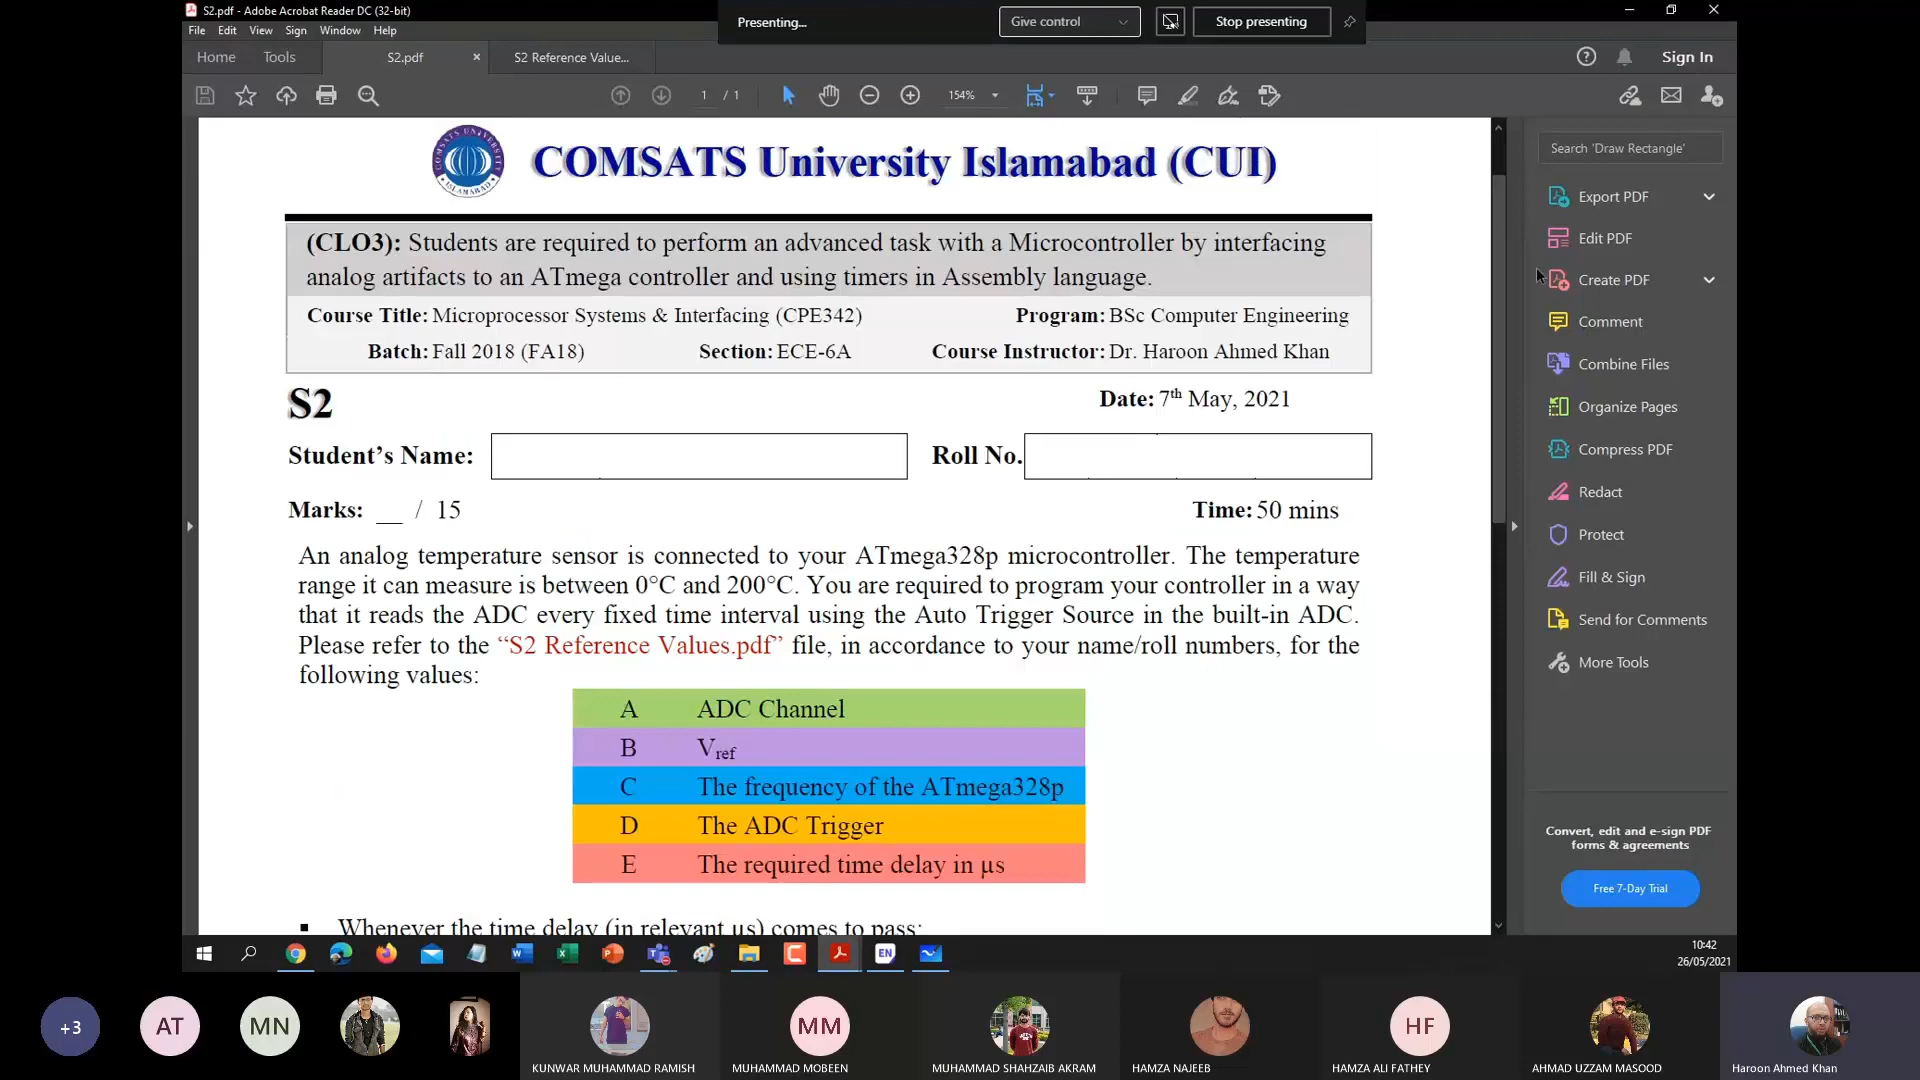 S2.pdf - Adobe Acrobat Reader DC (32-bit)
Presenting...
Give control
Stop presenting
File Edit View Sign Window Help
Home Tools S2.pdf × S2 Reference Value...
Sign In
1 / 1
154%
Search 'Draw Rectangle'
Export PDF
Edit PDF
Create PDF
Comment
Combine Files
Organize Pages
Compress PDF
Redact
Protect
Fill & Sign
Send for Comments
More Tools
Convert, edit and e-sign PDF
forms & agreements
Free 7-Day Trial
COMSATS UNIVERSITY
ISLAMABAD
COMSATS University Islamabad (CUI)
(CLO3): Students are required to perform an advanced task with a Microcontroller by interfacing
analog artifacts to an ATmega controller and using timers in Assembly language.
Course Title: Microprocessor Systems & Interfacing (CPE342) Program: BSc Computer Engineering
Batch: Fall 2018 (FA18) Section: ECE-6A Course Instructor: Dr. Haroon Ahmed Khan
S2
Date: 7th May, 2021
Student’s Name: Roll No.
Marks: __ / 15 Time: 50 mins
An analog temperature sensor is connected to your ATmega328p microcontroller. The temperature
range it can measure is between 0°C and 200°C. You are required to program your controller in a way
that it reads the ADC every fixed time interval using the Auto Trigger Source in the built-in ADC.
Please refer to the “S2 Reference Values.pdf” file, in accordance to your name/roll numbers, for the
following values:
A ADC Channel
B Vref
C The frequency of the ATmega328p
D The ADC Trigger
E The required time delay in µs
▪ Whenever the time delay (in relevant µs) comes to pass:
EN
10:42
26/05/2021
+3
AT
MN
KUNWAR MUHAMMAD RAMISH
MM
MUHAMMAD MOBEEN
MUHAMMAD SHAHZAIB AKRAM
HAMZA NAJEEB
HF
HAMZA ALI FATHEY
AHMAD UZZAM MASOOD
Haroon Ahmed Khan